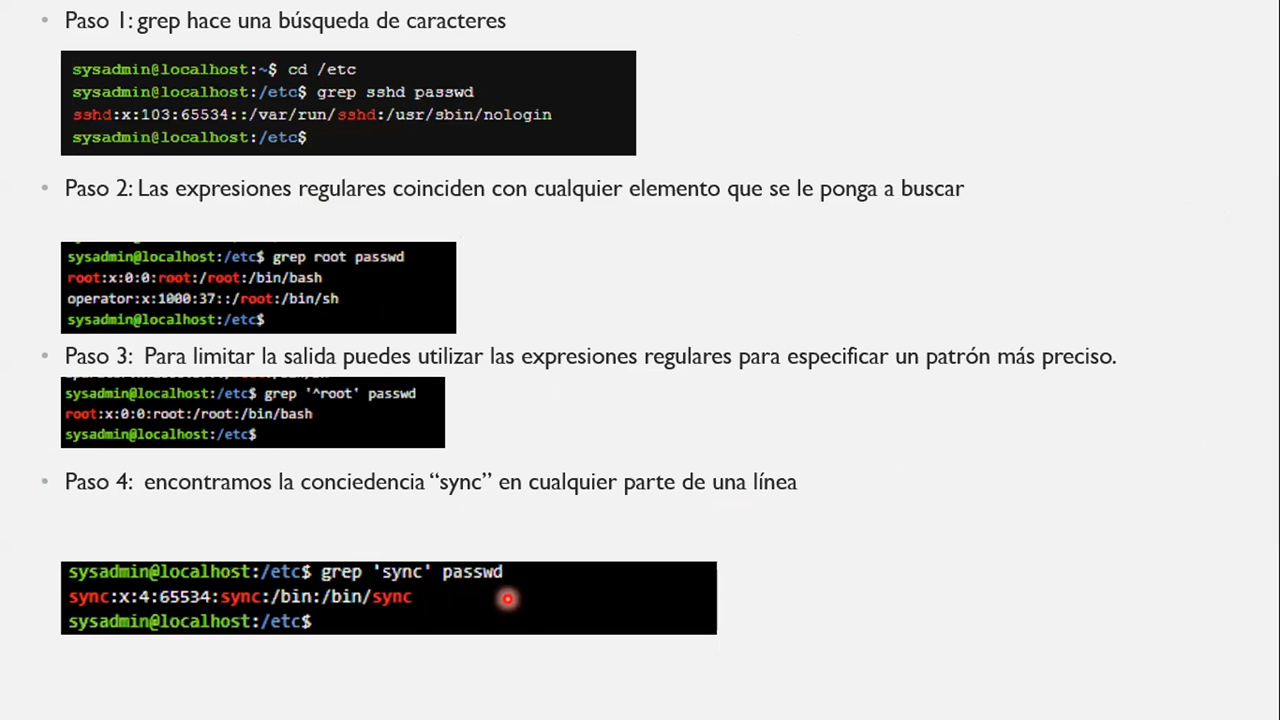 • Paso 1: grep hace una búsqueda de caracteres
sysadmin@localhost:~$ cd /etc
sysadmin@localhost:/etc$ grep sshd passwd
sshd:x:103:65534::/var/run/sshd:/usr/sbin/nologin
sysadmin@localhost:/etc$
• Paso 2: Las expresiones regulares coinciden con cualquier elemento que se le ponga a buscar
sysadmin@localhost:/etc$ grep root passwd
root:x:0:0:root:/root:/bin/bash
operator:x:1000:37::/root:/bin/sh
sysadmin@localhost:/etc$
• Paso 3: Para limitar la salida puedes utilizar las expresiones regulares para especificar un patrón más preciso.
sysadmin@localhost:/etc$ grep '^root' passwd
root:x:0:0:root:/root:/bin/bash
sysadmin@localhost:/etc$
• Paso 4: encontramos la conciedencia “sync” en cualquier parte de una línea
sysadmin@localhost:/etc$ grep 'sync' passwd
sync:x:4:65534:sync:/bin:/bin/sync
sysadmin@localhost:/etc$